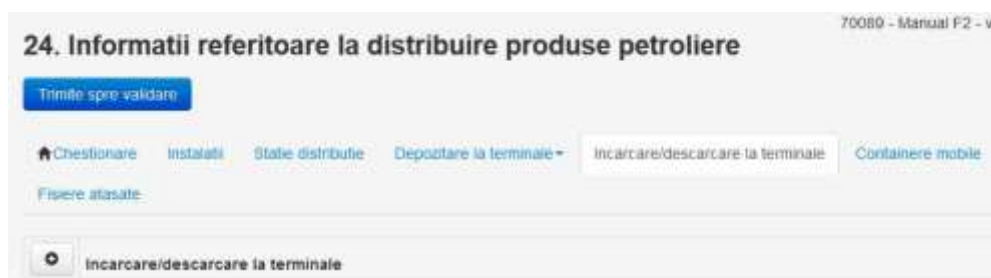 70089 - Manual F2 - v
24. Informatii referitoare la distribuire produse petroliere
Trimite spre validare
Chestionare Instalatii Statie distributie Depozitare la terminale Incarcare/descarcare la terminale Containere mobile
Fisiere atasate
Incarcare/descarcare la terminale